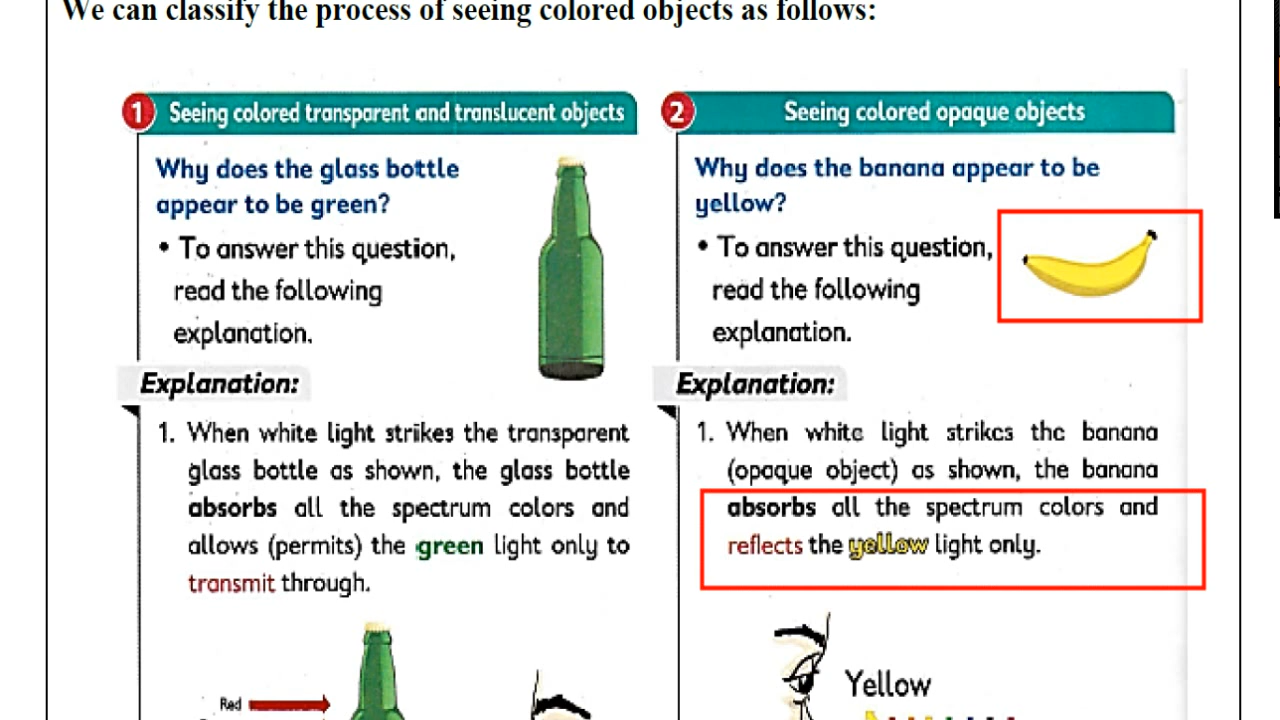 We can classify the process of seeing colored objects as follows:
1 Seeing colored transparent and translucent objects
Why does the glass bottle
appear to be green?
• To answer this question,
read the following
explanation.
Explanation:
1. When white light strikes the transparent
glass bottle as shown, the glass bottle
absorbs all the spectrum colors and
allows (permits) the green light only to
transmit through.
Red
2 Seeing colored opaque objects
Why does the banana appear to be
yellow?
• To answer this question,
read the following
explanation.
Explanation:
1. When white light strikes the banana
(opaque object) as shown, the banana
absorbs all the spectrum colors and
reflects the yellow light only.
Yellow